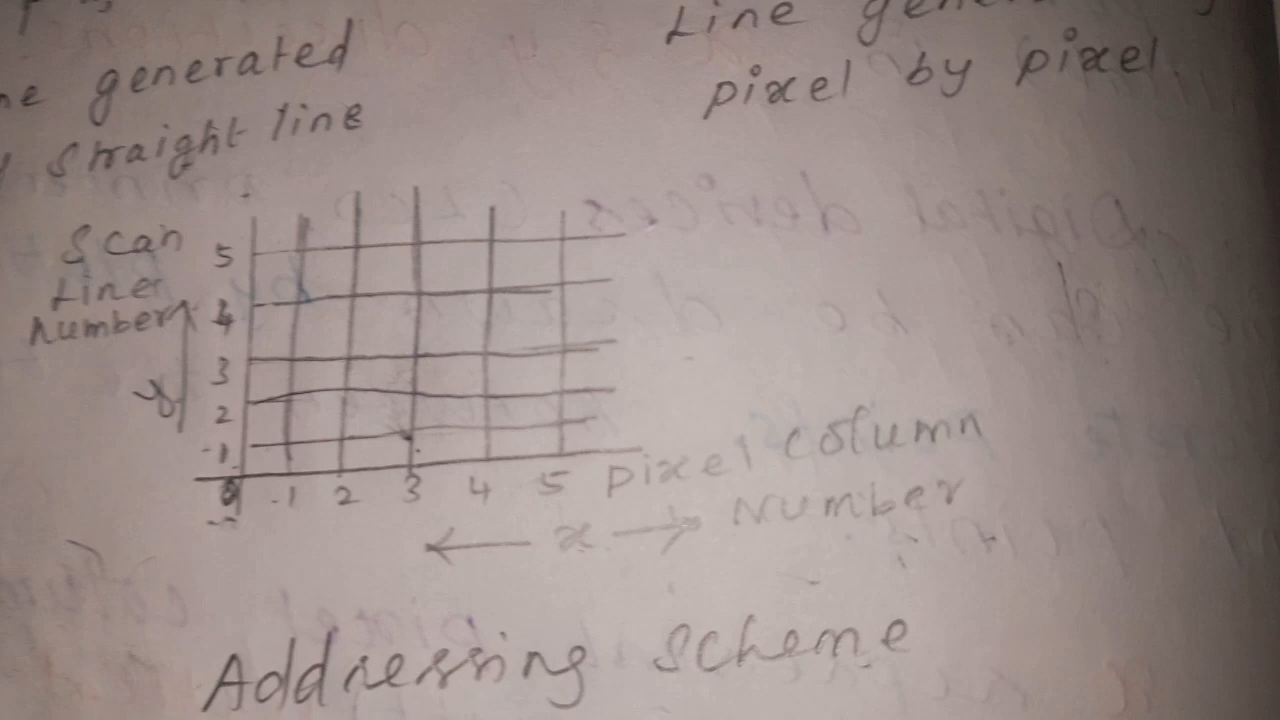 generated
straight line
Line
pixel by pixel
Scan
Line
number
5
4
3
2
1
y
0 1 2 3 4 5 pixel column
Number
x
Addressing Scheme